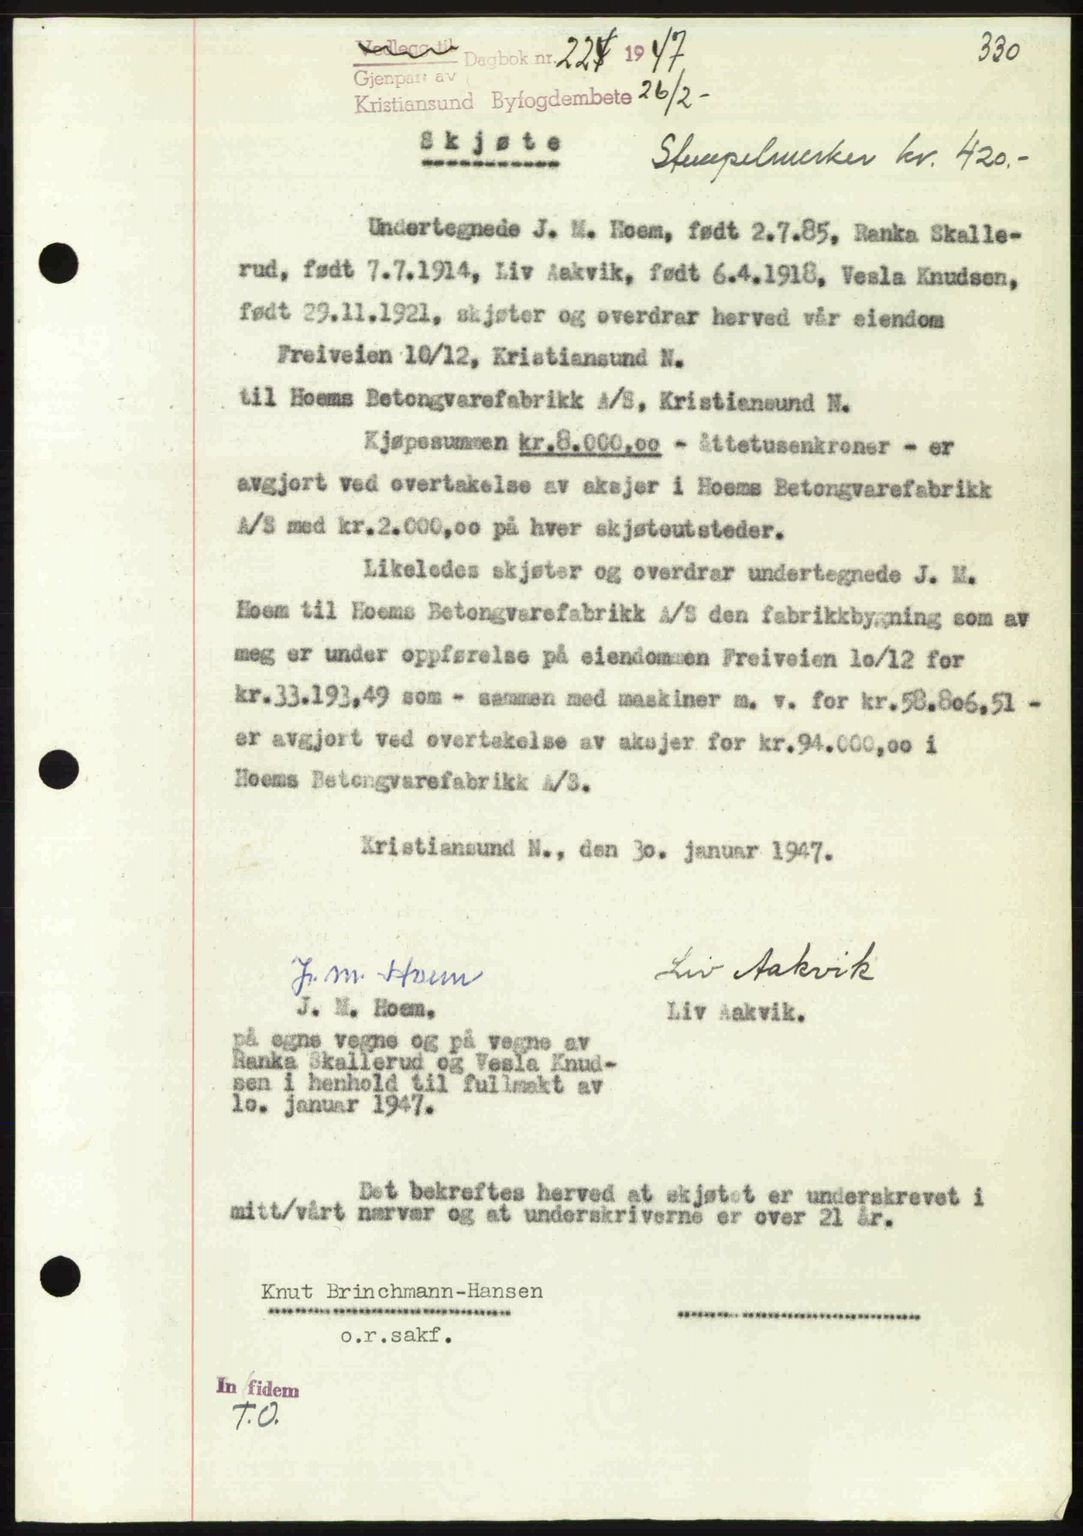 Vedlegg til
Dagbok nr. 224 1947 330
Gjenpart av
Kristiansund Byfogdembete 26/2-
Skjøte
Stempelmerker kr. 420.-
Undertegnede J. M. Hoem, født 2.7.85, Ranka Skalle-
rud, født 7.7.1914, Liv Aakvik, født 6.4.1918, Vesla Knudsen,
født 29.11.1921, skjøter og overdrar herved vår eiendom
Freiveien 10/12, Kristiansund N.
til Hoems Betongvarefabrikk A/S, Kristiansund N.
Kjøpesummen kr.8.000,oo - åttetusenkroner - er
avgjort ved overtakelse av aksjer i Hoems Betongvarefabrikk
A/S med kr.2.000,oo på hver skjøteutsteder.
Likeledes skjøter og overdrar undertegnede J. M.
Hoem til Hoems Betongvarefabrikk A/S den fabrikkbygning som av
meg er under oppførelse på eiendommen Freiveien 1o/12 for
kr.33.193,49 som - sammen med maskiner m. v. for kr.58.8o6,51 -
er avgjort ved overtakelse av aksjer for kr.94.000,oo i
Hoems Betongvarefabrikk A/S.
Kristiansund N., den 3o. januar 1947.
J. M. Hoem Liv Aakvik
J. M. Hoem, Liv Aakvik.
på egne vegne og på vegne av
Ranka Skallerud og Vesla Knud-
sen i henhold til fullmakt av
1o. januar 1947.
Det bekreftes herved at skjøtet er underskrevet i
mitt/vårt nærvær og at underskriverne er over 21 år.
Knut Brinchmann-Hansen
o.r.sakf.
In fidem
T.O.